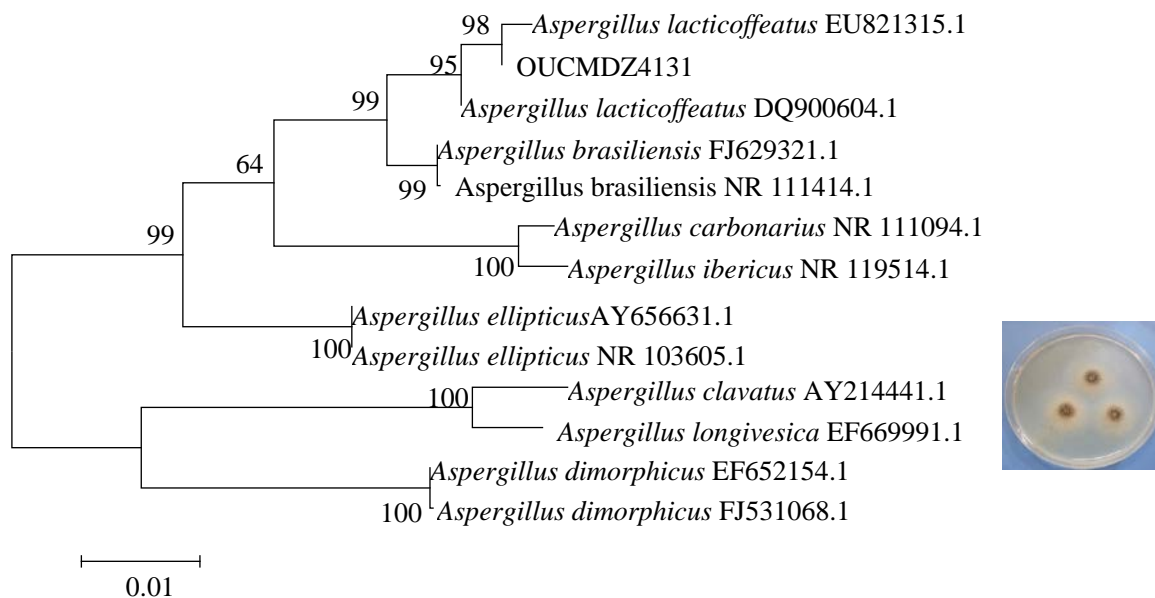 98
Aspergillus lacticoffeatus EU821315.1
OUCMDZ4131
95
Aspergillus lacticoffeatus DQ900604.1
99
Aspergillus brasiliensis FJ629321.1
99
Aspergillus brasiliensis NR 111414.1
64
Aspergillus carbonarius NR 111094.1
100
Aspergillus ibericus NR 119514.1
99
Aspergillus ellipticusAY656631.1
100
Aspergillus ellipticus NR 103605.1
Aspergillus clavatus AY214441.1
100
Aspergillus longivesica EF669991.1
Aspergillus dimorphicus EF652154.1
100
Aspergillus dimorphicus FJ531068.1
0.01